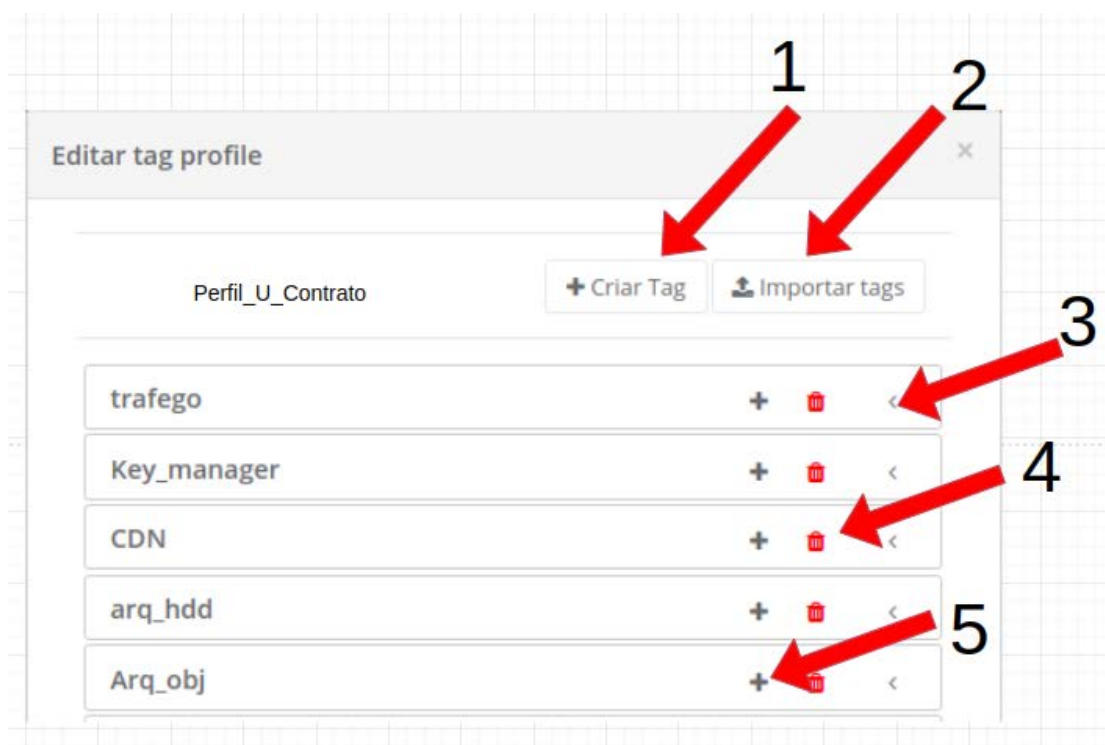 1
2
Editar tag profile ×
Perfil_U_Contrato + Criar Tag Importar tags
3
trafego
Key_manager
4
CDN
arq_hdd
5
Arq_obj